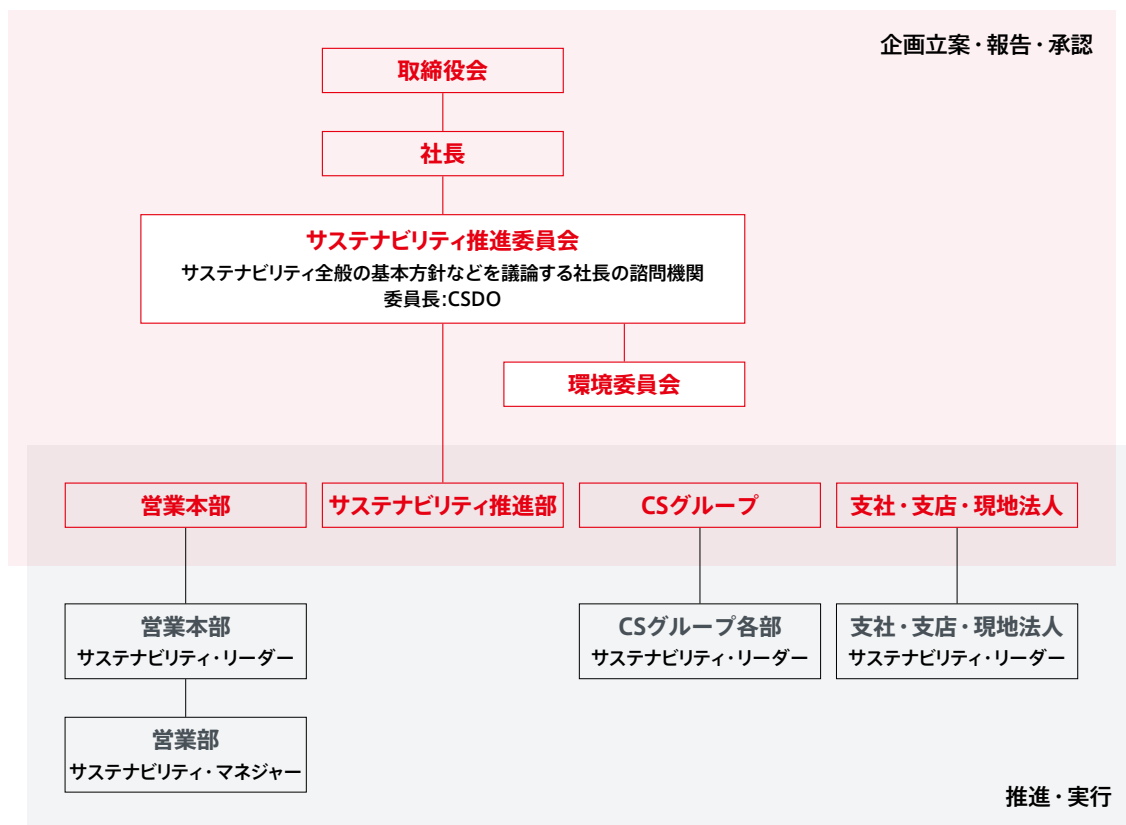 企画立案・報告・承認
取締役会
社長
サステナビリティ推進委員会
サステナビリティ全般の基本方針などを議論する社長の諮問機関
委員長:CSDO
環境委員会
営業本部
サステナビリティ推進部
CSグループ
支社・支店・現地法人
営業本部
サステナビリティ・リーダー
CSグループ各部
サステナビリティ・リーダー
支社・支店・現地法人
サステナビリティ・リーダー
営業部
サステナビリティ・マネジャー
推進・実行